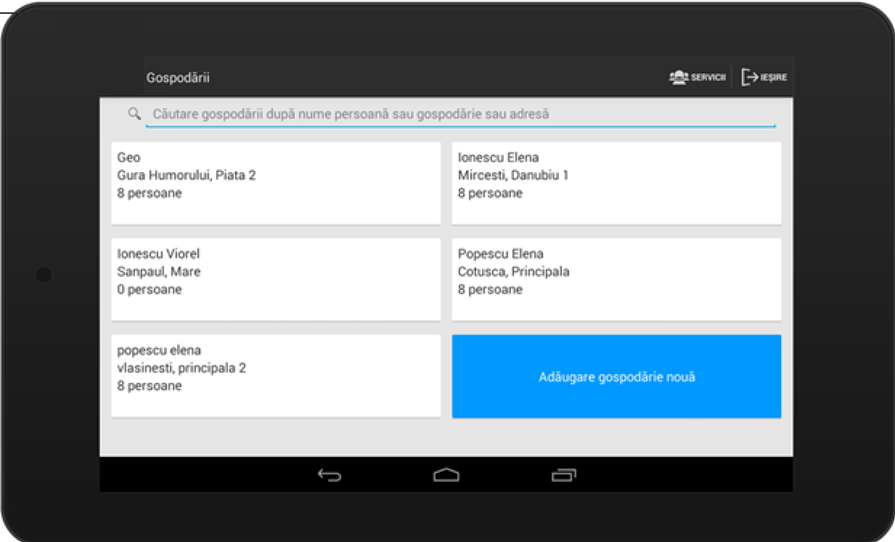 Gospodării
SERVICII
IEȘIRE
Căutare gospodării după nume persoană sau gospodărie sau adresă
Geo
Gura Humorului, Piata 2
8 persoane
Ionescu Elena
Mircesti, Danubiu 1
8 persoane
Ionescu Viorel
Sanpaul, Mare
0 persoane
Popescu Elena
Cotusca, Principala
8 persoane
popescu elena
vlasinesti, principala 2
8 persoane
Adăugare gospodărie nouă